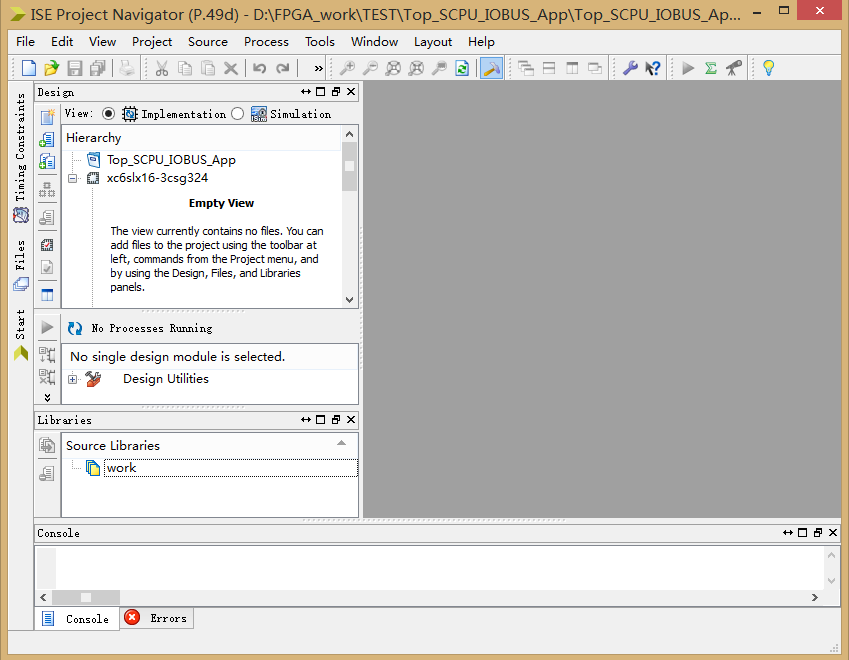 ISE Project Navigator (P.49d) - D:\FPGA_work\TEST\Top_SCPU_IOBUS_App\Top_SCPU_IOBUS_Ap...
File Edit View Project Source Process Tools Window Layout Help
»
Design
View: Implementation Simulation
Hierarchy
Top_SCPU_IOBUS_App
xc6slx16-3csg324
Empty View
The view currently contains no files. You can
add files to the project using the toolbar at
left, commands from the Project menu, and
by using the Design, Files, and Libraries
panels.
Timing Constraints
Files
Start
No Processes Running
No single design module is selected.
Design Utilities
Libraries
Source Libraries
work
Console
Console Errors